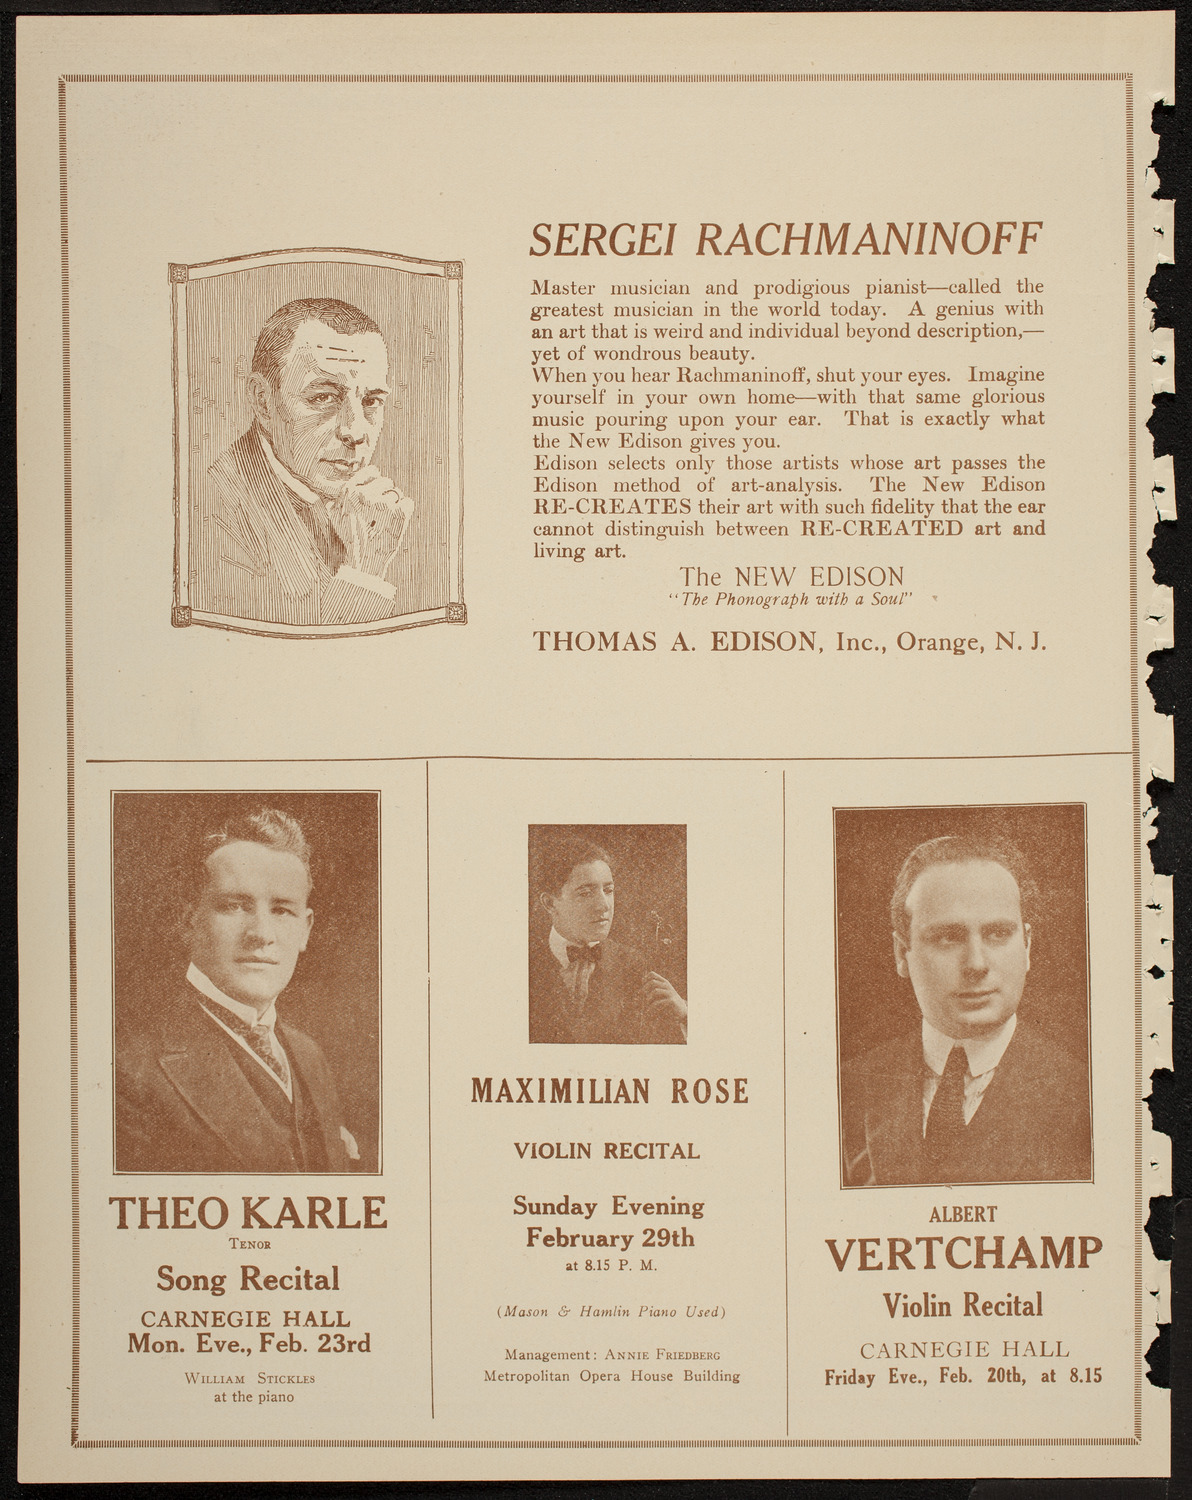 SERGEI RACHMANINOFF
Master musician and prodigious pianist—called the
greatest musician in the world today. A genius with
an art that is weird and individual beyond description,—
yet of wondrous beauty.
When you hear Rachmaninoff, shut your eyes. Imagine
yourself in your own home—with that same glorious
music pouring upon your ear. That is exactly what
the New Edison gives you.
Edison selects only those artists whose art passes the
Edison method of art-analysis. The New Edison
RE-CREATES their art with such fidelity that the ear
cannot distinguish between RE-CREATED art and
living art.
The NEW EDISON
"The Phonograph with a Soul"
THOMAS A. EDISON, Inc., Orange, N. J.
THEO KARLE
TENOR
Song Recital
CARNEGIE HALL
Mon. Eve., Feb. 23rd
WILLIAM STICKLES
at the piano
MAXIMILIAN ROSE
VIOLIN RECITAL
Sunday Evening
February 29th
at 8.15 P. M.
(Mason & Hamlin Piano Used)
Management: ANNIE FRIEDBERG
Metropolitan Opera House Building
ALBERT
VERTCHAMP
Violin Recital
CARNEGIE HALL
Friday Eve., Feb. 20th, at 8.15